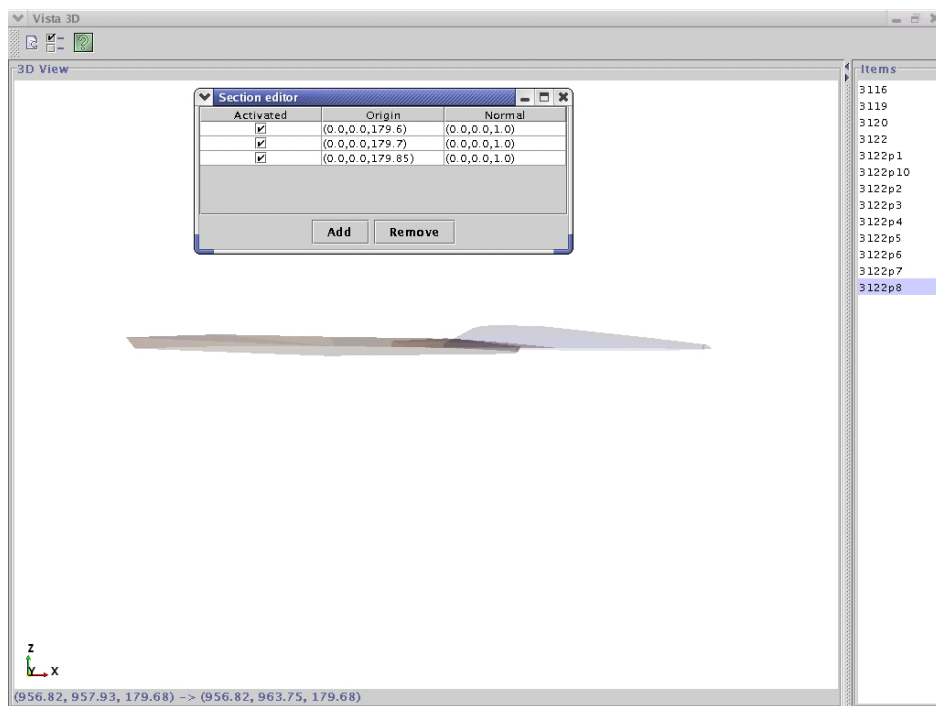 Vista 3D
3D View
Items
Section editor
Activated Origin Normal
(0.0,0.0,179.6) (0.0,0.0,1.0)
(0.0,0.0,179.7) (0.0,0.0,1.0)
(0.0,0.0,179.85) (0.0,0.0,1.0)
Add Remove
3116
3119
3120
3122
3122p1
3122p10
3122p2
3122p3
3122p4
3122p5
3122p6
3122p7
3122p8
Z
Y X
(956.82, 957.93, 179.68) -> (956.82, 963.75, 179.68)